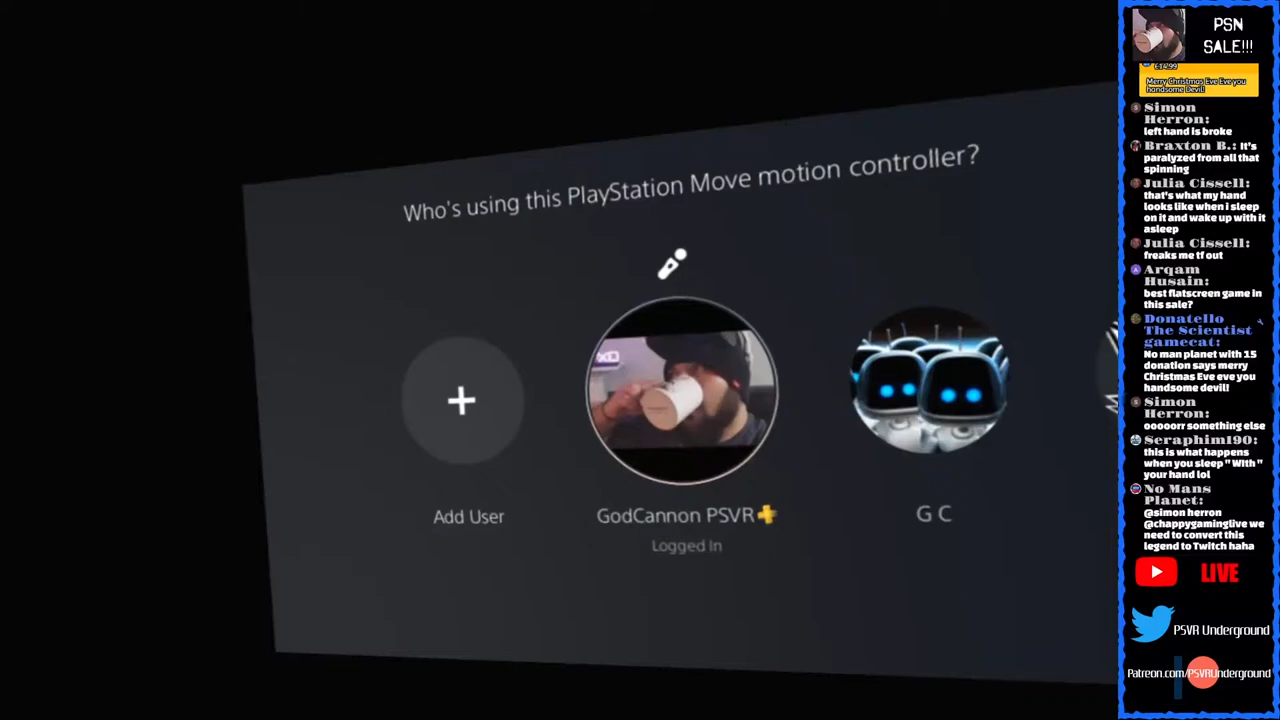 Who's using this PlayStation Move motion controller?
Add User
GodCannon PSVR
Logged In
G C
PSN
SALE!!!
£14.99
Merry Christmas Eve Eve you
handsome Devil!
Simon
Herron:
left hand is broke
Braxton B.: it's
paralyzed from all that
spinning
Julia Cissell:
that's what my hand
looks like when i sleep
on it and wake up with it
asleep
Julia Cissell:
freaks me tf out
Arqam
Husain:
best flatscreen game in
this sale?
Donatello
The Scientist
gamecat:
No man planet with 15
donation says merry
Christmas Eve eve you
handsome devil!
Simon
Herron:
ooooorr something else
Seraphim190:
this is what happens
when you sleep " WIth "
your hand lol
No Mans
Planet:
@simon herron
@chappygaminglive we
need to convert this
legend to Twitch haha
LIVE
PSVR Underground
Patreon.com/PSVRUnderground